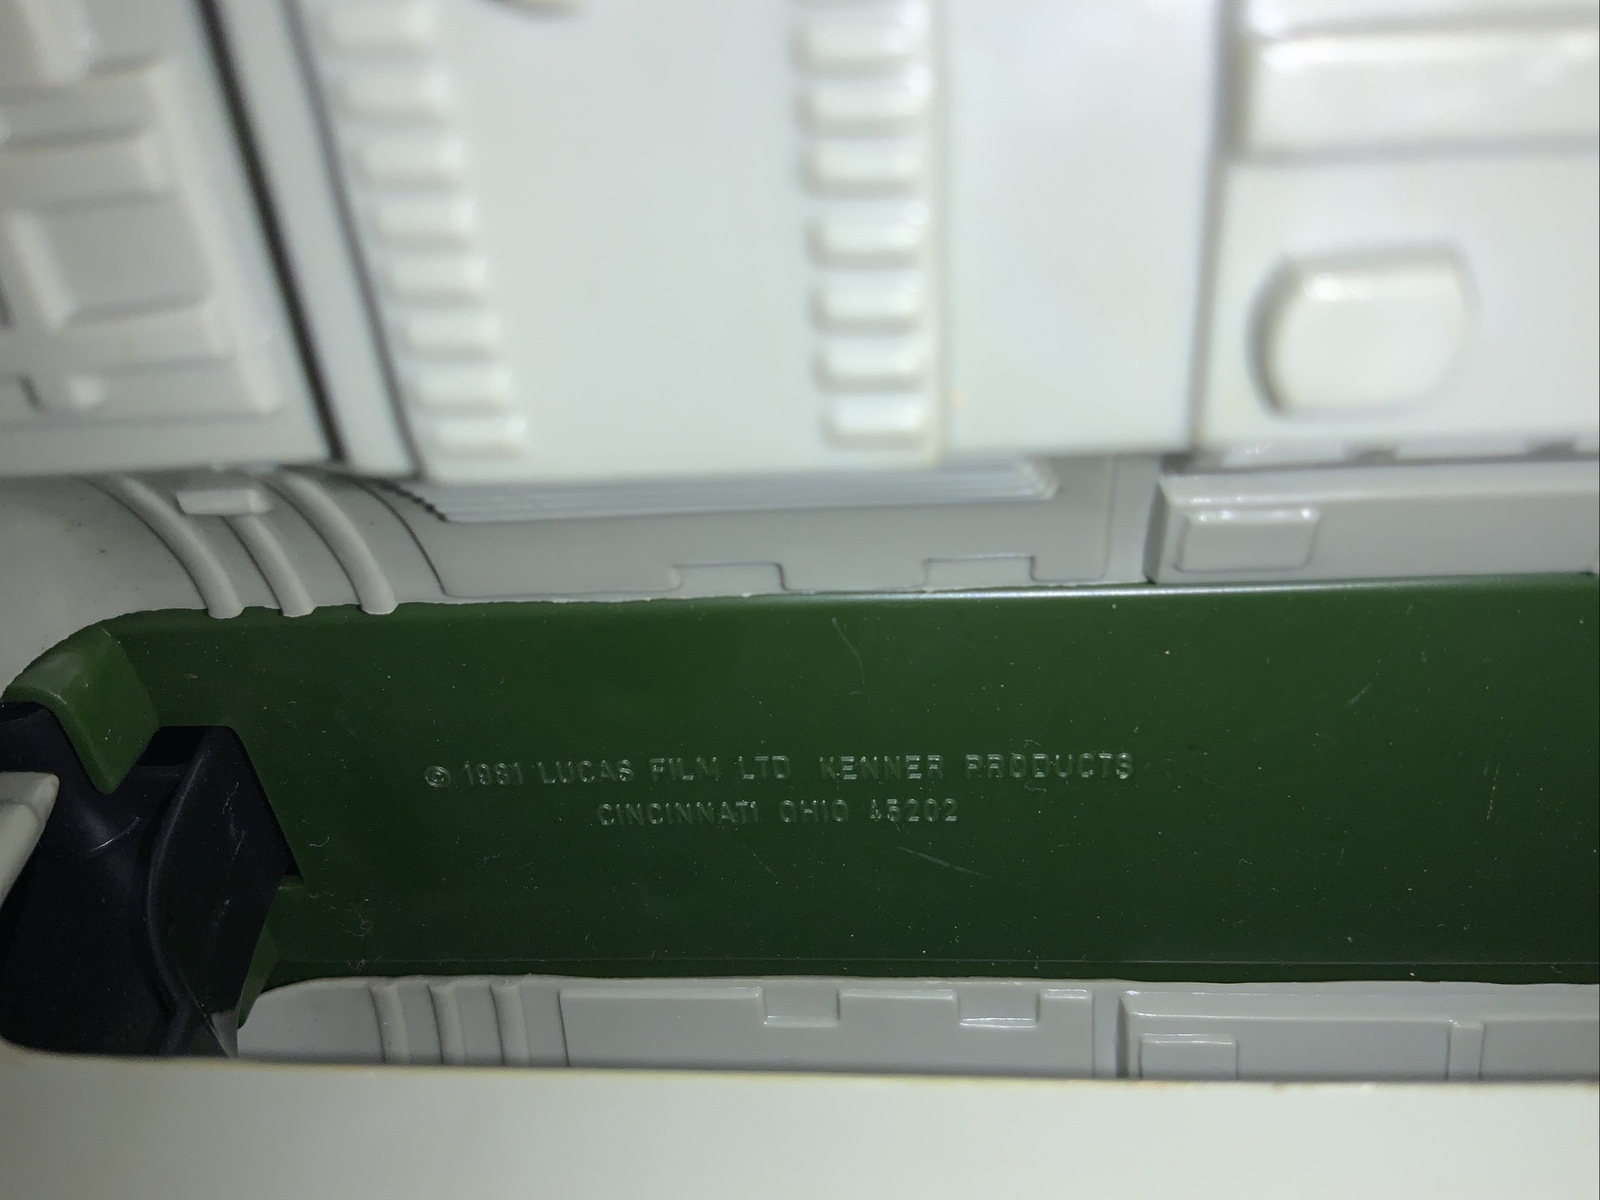 © 1981 LUCAS FILM LTD KENNER PRODUCTS
CINCINNATI OHIO 45202